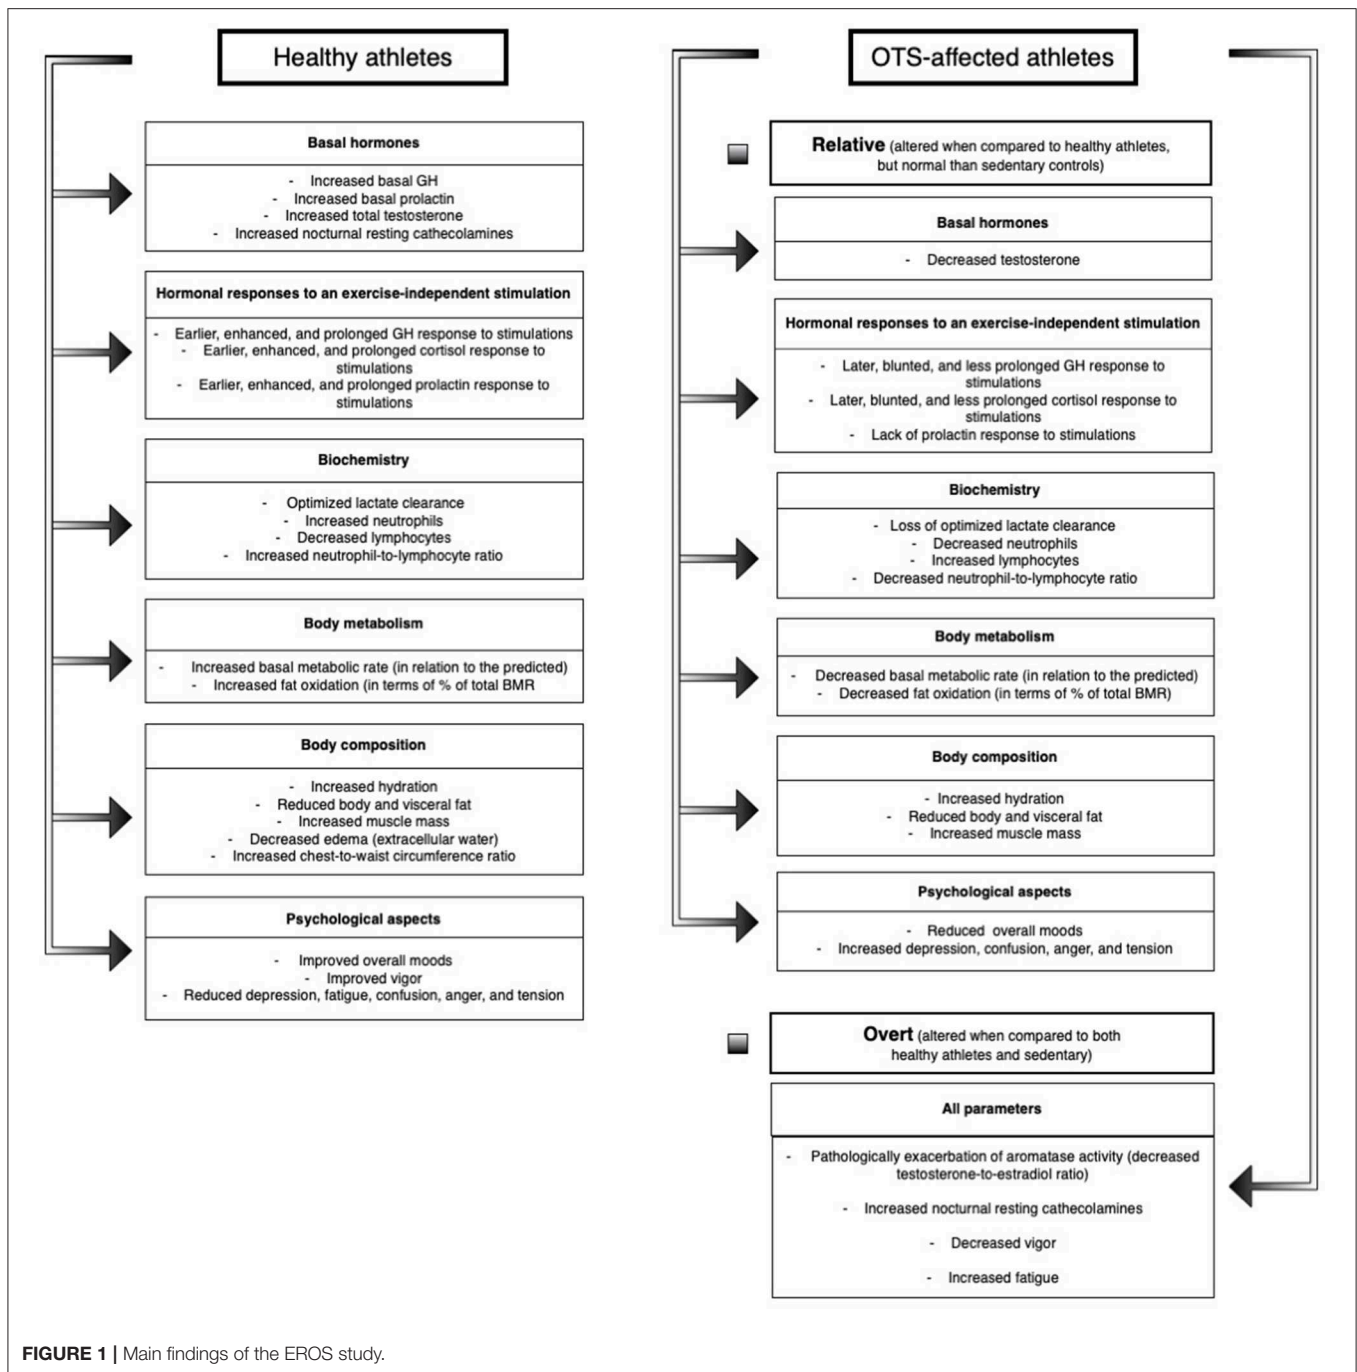 Healthy athletes
Basal hormones
- Increased basal GH
- Increased basal prolactin
- Increased total testosterone
- Increased nocturnal resting cathecolamines
Hormonal responses to an exercise-independent stimulation
- Earlier, enhanced, and prolonged GH response to stimulations
- Earlier, enhanced, and prolonged cortisol response to
stimulations
- Earlier, enhanced, and prolonged prolactin response to
stimulations
Biochemistry
- Optimized lactate clearance
- Increased neutrophils
- Decreased lymphocytes
- Increased neutrophil-to-lymphocyte ratio
Body metabolism
- Increased basal metabolic rate (in relation to the predicted)
- Increased fat oxidation (in terms of % of total BMR
Body composition
- Increased hydration
- Reduced body and visceral fat
- Increased muscle mass
- Decreased edema (extracellular water)
- Increased chest-to-waist circumference ratio
Psychological aspects
- Improved overall moods
- Improved vigor
- Reduced depression, fatigue, confusion, anger, and tension
OTS-affected athletes
Relative (altered when compared to healthy athletes,
but normal than sedentary controls)
Basal hormones
- Decreased testosterone
Hormonal responses to an exercise-independent stimulation
- Later, blunted, and less prolonged GH response to
stimulations
- Later, blunted, and less prolonged cortisol response to
stimulations
- Lack of prolactin response to stimulations
Biochemistry
- Loss of optimized lactate clearance
- Decreased neutrophils
- Increased lymphocytes
- Decreased neutrophil-to-lymphocyte ratio
Body metabolism
- Decreased basal metabolic rate (in relation to the predicted)
- Decreased fat oxidation (in terms of % of total BMR)
Body composition
- Increased hydration
- Reduced body and visceral fat
- Increased muscle mass
Psychological aspects
- Reduced overall moods
- Increased depression, confusion, anger, and tension
Overt (altered when compared to both
healthy athletes and sedentary)
All parameters
- Pathologically exacerbation of aromatase activity (decreased
testosterone-to-estradiol ratio)
- Increased nocturnal resting cathecolamines
- Decreased vigor
- Increased fatigue
FIGURE 1 | Main findings of the EROS study.